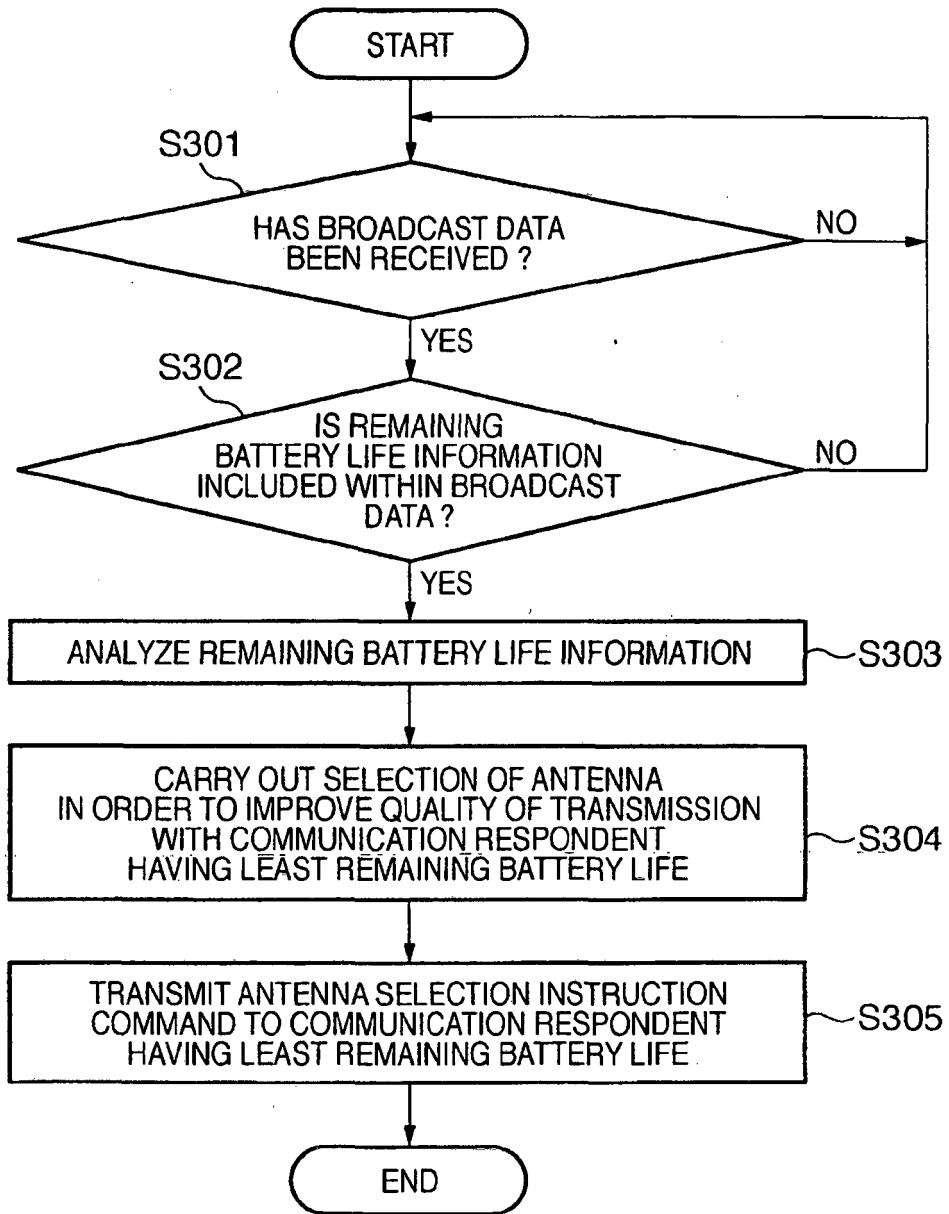 START
S301
HAS BROADCAST DATA
BEEN RECEIVED ?
NO
YES
S302
IS REMAINING
BATTERY LIFE INFORMATION
INCLUDED WITHIN BROADCAST
DATA ?
NO
YES
ANALYZE REMAINING BATTERY LIFE INFORMATION
S303
CARRY OUT SELECTION OF ANTENNA
IN ORDER TO IMPROVE QUALITY OF TRANSMISSION
WITH COMMUNICATION RESPONDENT
HAVING LEAST REMAINING BATTERY LIFE
S304
TRANSMIT ANTENNA SELECTION INSTRUCTION
COMMAND TO COMMUNICATION RESPONDENT
HAVING LEAST REMAINING BATTERY LIFE
S305
END